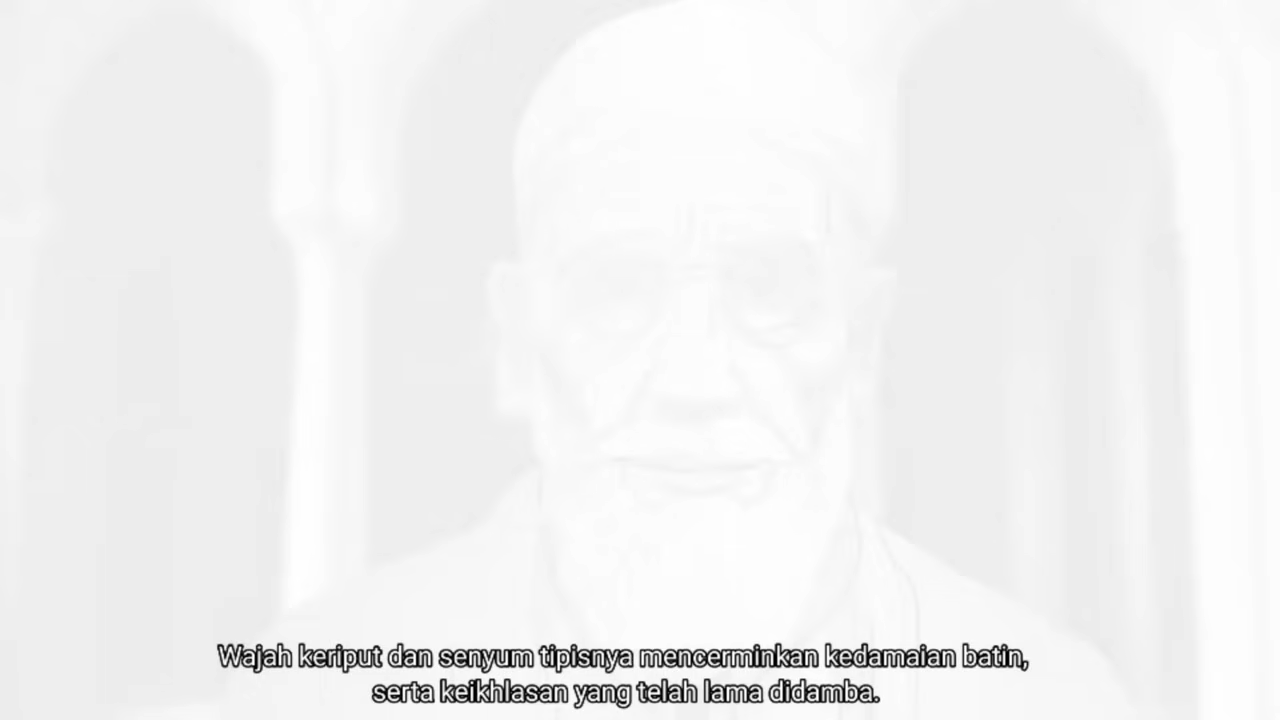 Wajah keriput dan senyum tipisnya mencerminkan kedamaian batin,
serta keikhlasan yang telah lama didamba.